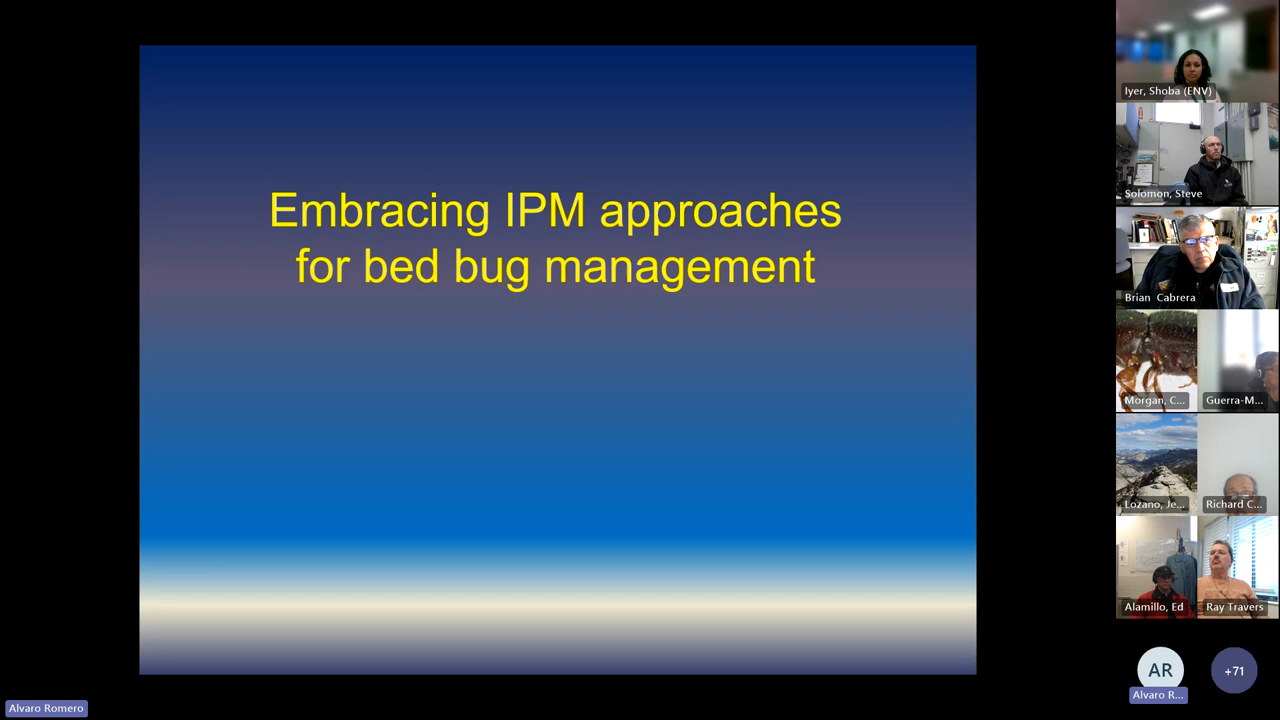 Embracing IPM approaches
for bed bug management
Iyer, Shoba (ENV)
Solomon, Steve
Brian Cabrera
Morgan, C...
Guerra-M...
Lozano, Je...
Richard C...
Alamillo, Ed
Ray Travers
AR
+71
Alvaro R...
Alvaro Romero